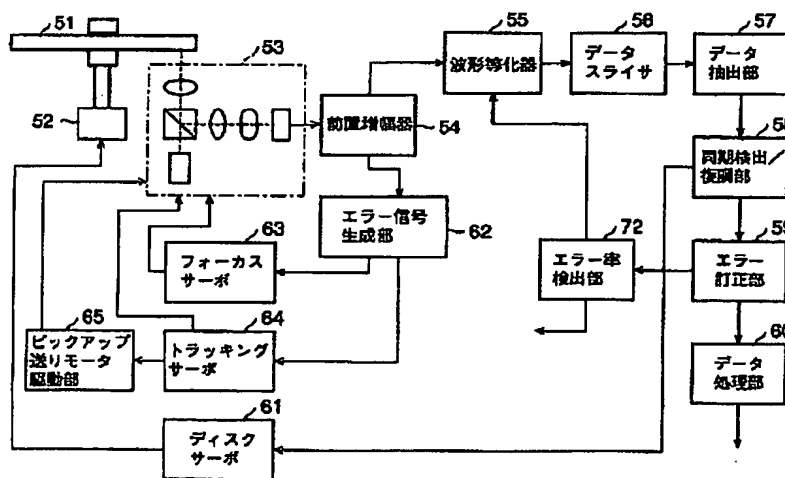 51
52
53
前置増幅器
54
55
波形等化器
56
データ
スライサ
57
データ
抽出部
58
同期検出/
復調部
59
エラー
訂正部
60
データ
処理部
エラー信号
生成部
62
63
フォーカス
サーボ
64
トラッキング
サーボ
65
ピックアップ
送りモータ
駆動部
61
ディスク
サーボ
72
エラー率
検出部